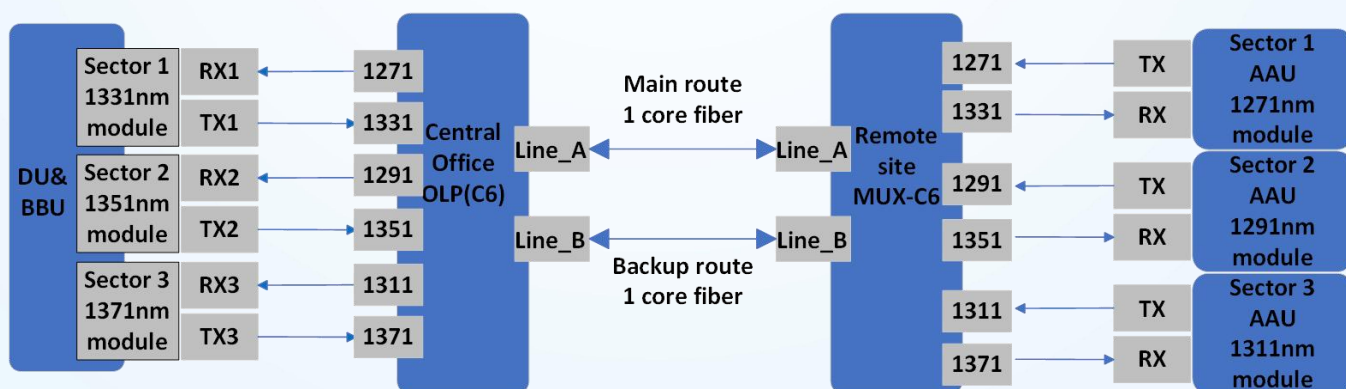 DU&
BBU
Sector 1
1331nm
module
RX1
TX1
Sector 2
1351nm
module
RX2
TX2
Sector 3
1371nm
module
RX3
TX3
1271
1331
1291
1351
1311
1371
Central
Office
OLP(C6)
Line_A
Line_B
Main route
1 core fiber
Backup route
1 core fiber
Line_A
Line_B
Remote
site
MUX-C6
1271
1331
1291
1351
1311
1371
TX
RX
TX
RX
TX
RX
Sector 1
AAU
1271nm
module
Sector 2
AAU
1291nm
module
Sector 3
AAU
1311nm
module